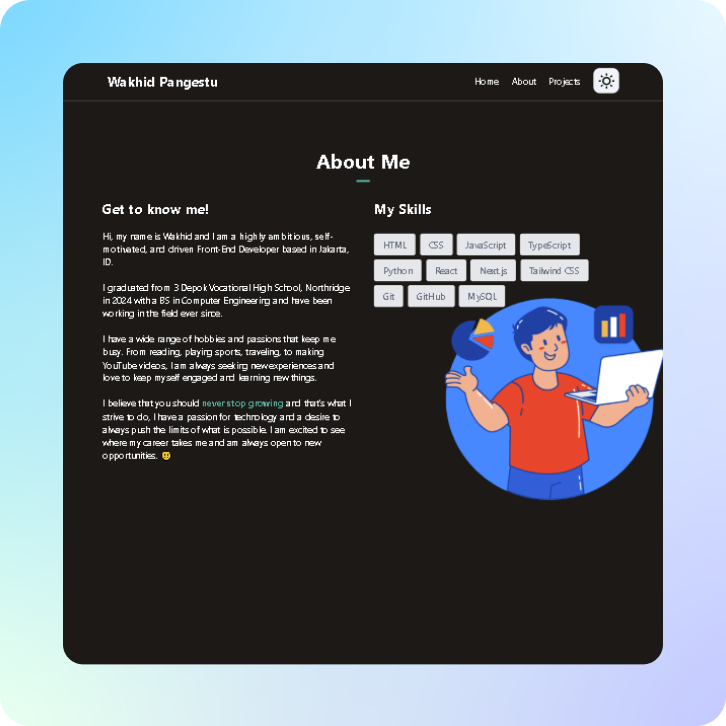 Wakhid Pangestu
Home About Projects
About Me
Get to know me!
Hi, my name is Wakhid and I am a highly ambitious, self-
motivated, and driven Front-End Developer based in Jakarta,
ID.
I graduated from 3 Depok Vocational High School, Northridge
in 2024 with a BS in Computer Engineering and have been
working in the field ever since.
I have a wide range of hobbies and passions that keep me
busy. From reading, playing sports, traveling, to making
YouTube videos, I am always seeking new experiences and
love to keep myself engaged and learning new things.
I believe that you should never stop growing and that's what I
strive to do, I have a passion for technology and a desire to
always push the limits of what is possible. I am excited to see
where my career takes me and am always open to new
opportunities. 🙂
My Skills
HTML CSS JavaScript TypeScript
Python React Next.js Tailwind CSS
Git GitHub MySQL